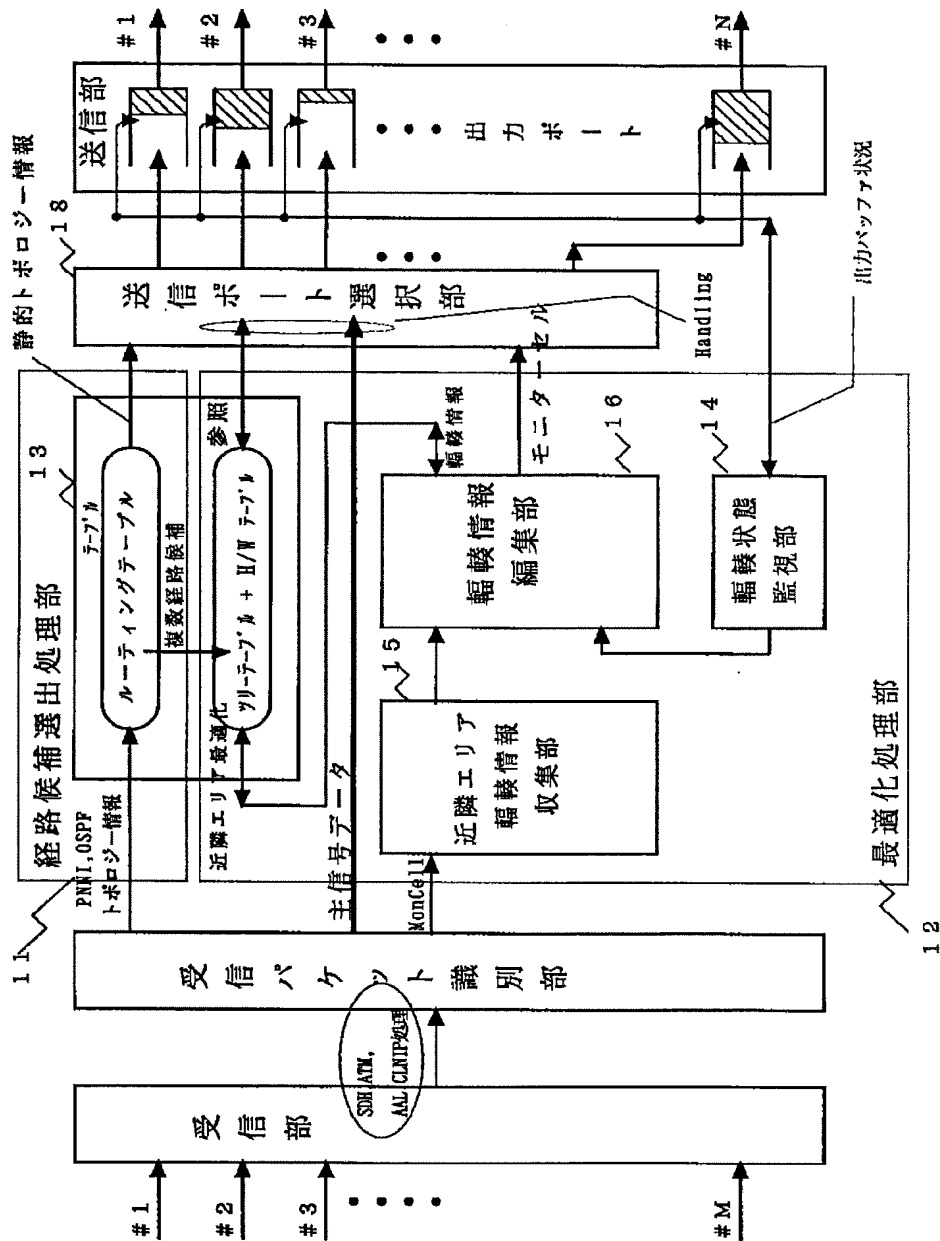 #1
#2
#3
#M
受信部
SDH,ATM,
AAL,CLNIP処理
受信パケット識別部
11
経路候補選出処理部
PNNI,OSPF
トポロジー情報
13
テーブル
ルーティングテーブル
複数経路候補
ツリーテーブル + H/W テーブル
近隣エリア最適化
参照
静的トポロジー情報
主信号データ
MonCell
15
近隣エリア
輻輳情報
収集部
輻輳情報
輻輳情報
編集部
16
モニターセル
14
輻輳状態
監視部
最適化処理部
12
18
送信ポート選択部
Handling
出力バッファ状況
送信部
出力ポート
#1
#2
#3
#N